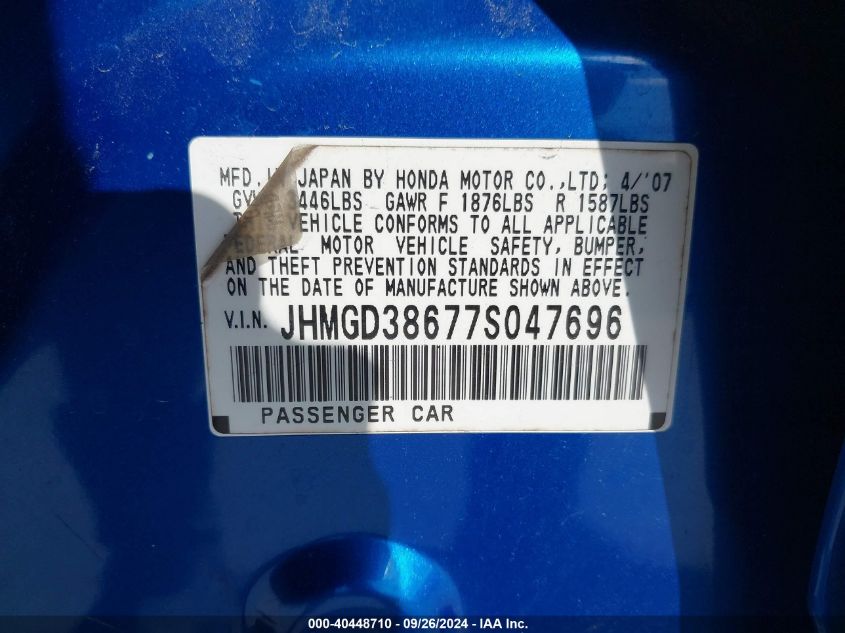 MFD. JAPAN BY HONDA MOTOR CO.,LTD; 4/'07
3446LBS GAWR F 1876LBS R 1587LBS
VEHICLE CONFORMS TO ALL APPLICABLE
FEDERAL MOTOR VEHICLE SAFETY, BUMPER,
AND THEFT PREVENTION STANDARDS IN EFFECT
ON THE DATE OF MANUFACTURE SHOWN ABOVE.
V.I.N. JHMGD38677S047696
PASSENGER CAR
000-40448710 - 09/26/2024 - IAA Inc.